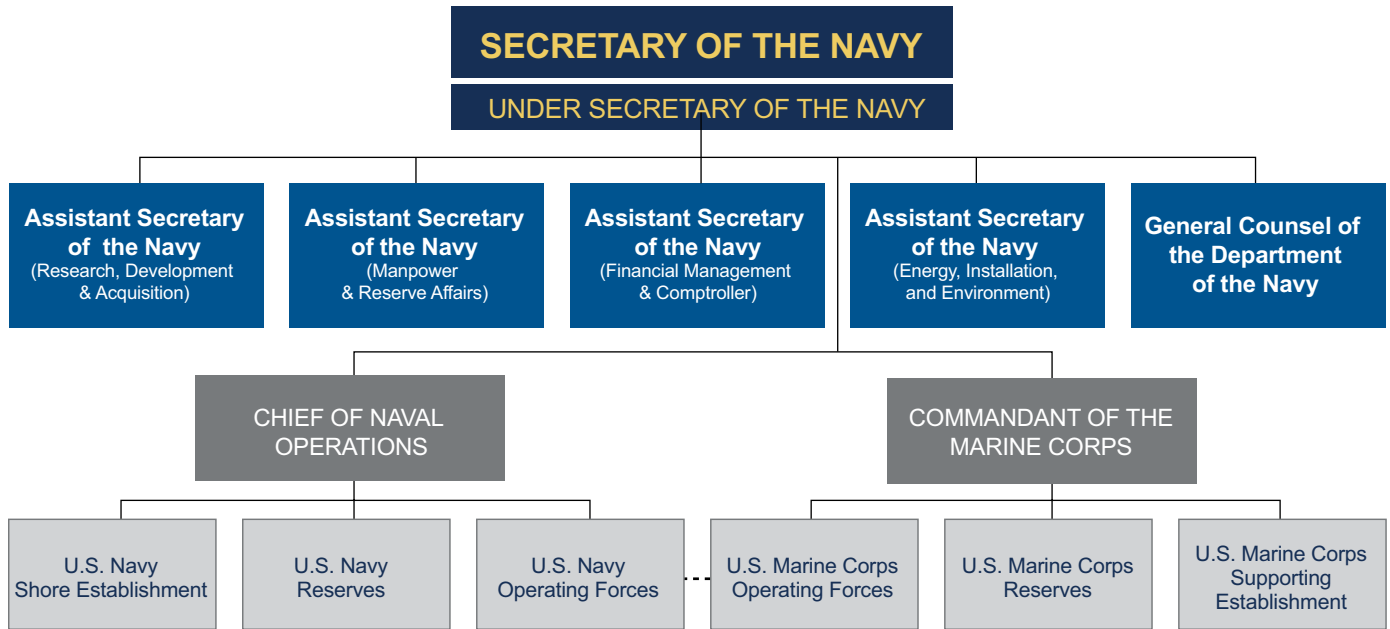 SECRETARY OF THE NAVY
UNDER SECRETARY OF THE NAVY
Assistant Secretary
of the Navy
(Research, Development
& Acquisition)
Assistant Secretary
of the Navy
(Manpower
& Reserve Affairs)
Assistant Secretary
of the Navy
(Financial Management
& Comptroller)
Assistant Secretary
of the Navy
(Energy, Installation,
and Environment)
General Counsel of
the Department
of the Navy
CHIEF OF NAVAL
OPERATIONS
COMMANDANT OF THE
MARINE CORPS
U.S. Navy
Shore Establishment
U.S. Navy
Reserves
U.S. Navy
Operating Forces
U.S. Marine Corps
Operating Forces
U.S. Marine Corps
Reserves
U.S. Marine Corps
Supporting
Establishment